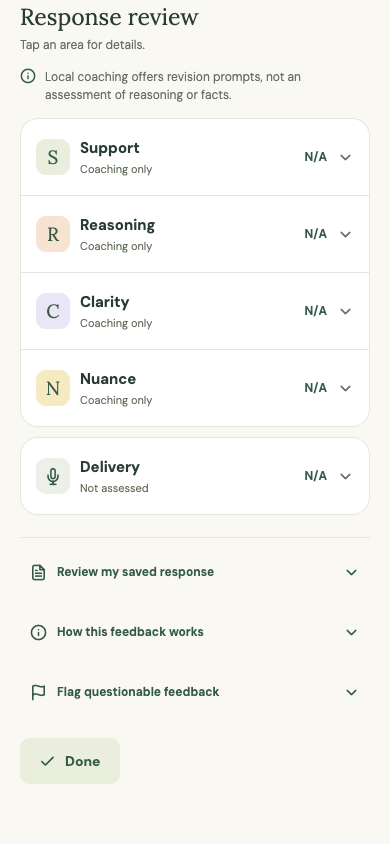 Response review
Tap an area for details.
Local coaching offers revision prompts, not an
assessment of reasoning or facts.
S
Support
Coaching only
N/A
R
Reasoning
Coaching only
N/A
C
Clarity
Coaching only
N/A
N
Nuance
Coaching only
N/A
Delivery
Not assessed
N/A
Review my saved response
How this feedback works
Flag questionable feedback
Done